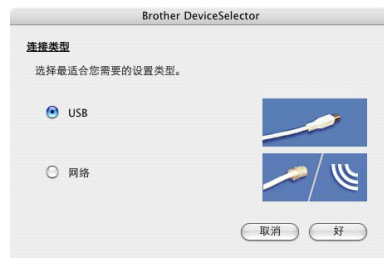 Brother DeviceSelector
连接类型
选择最适合您需要的设置类型。
USB
网络
取消 好